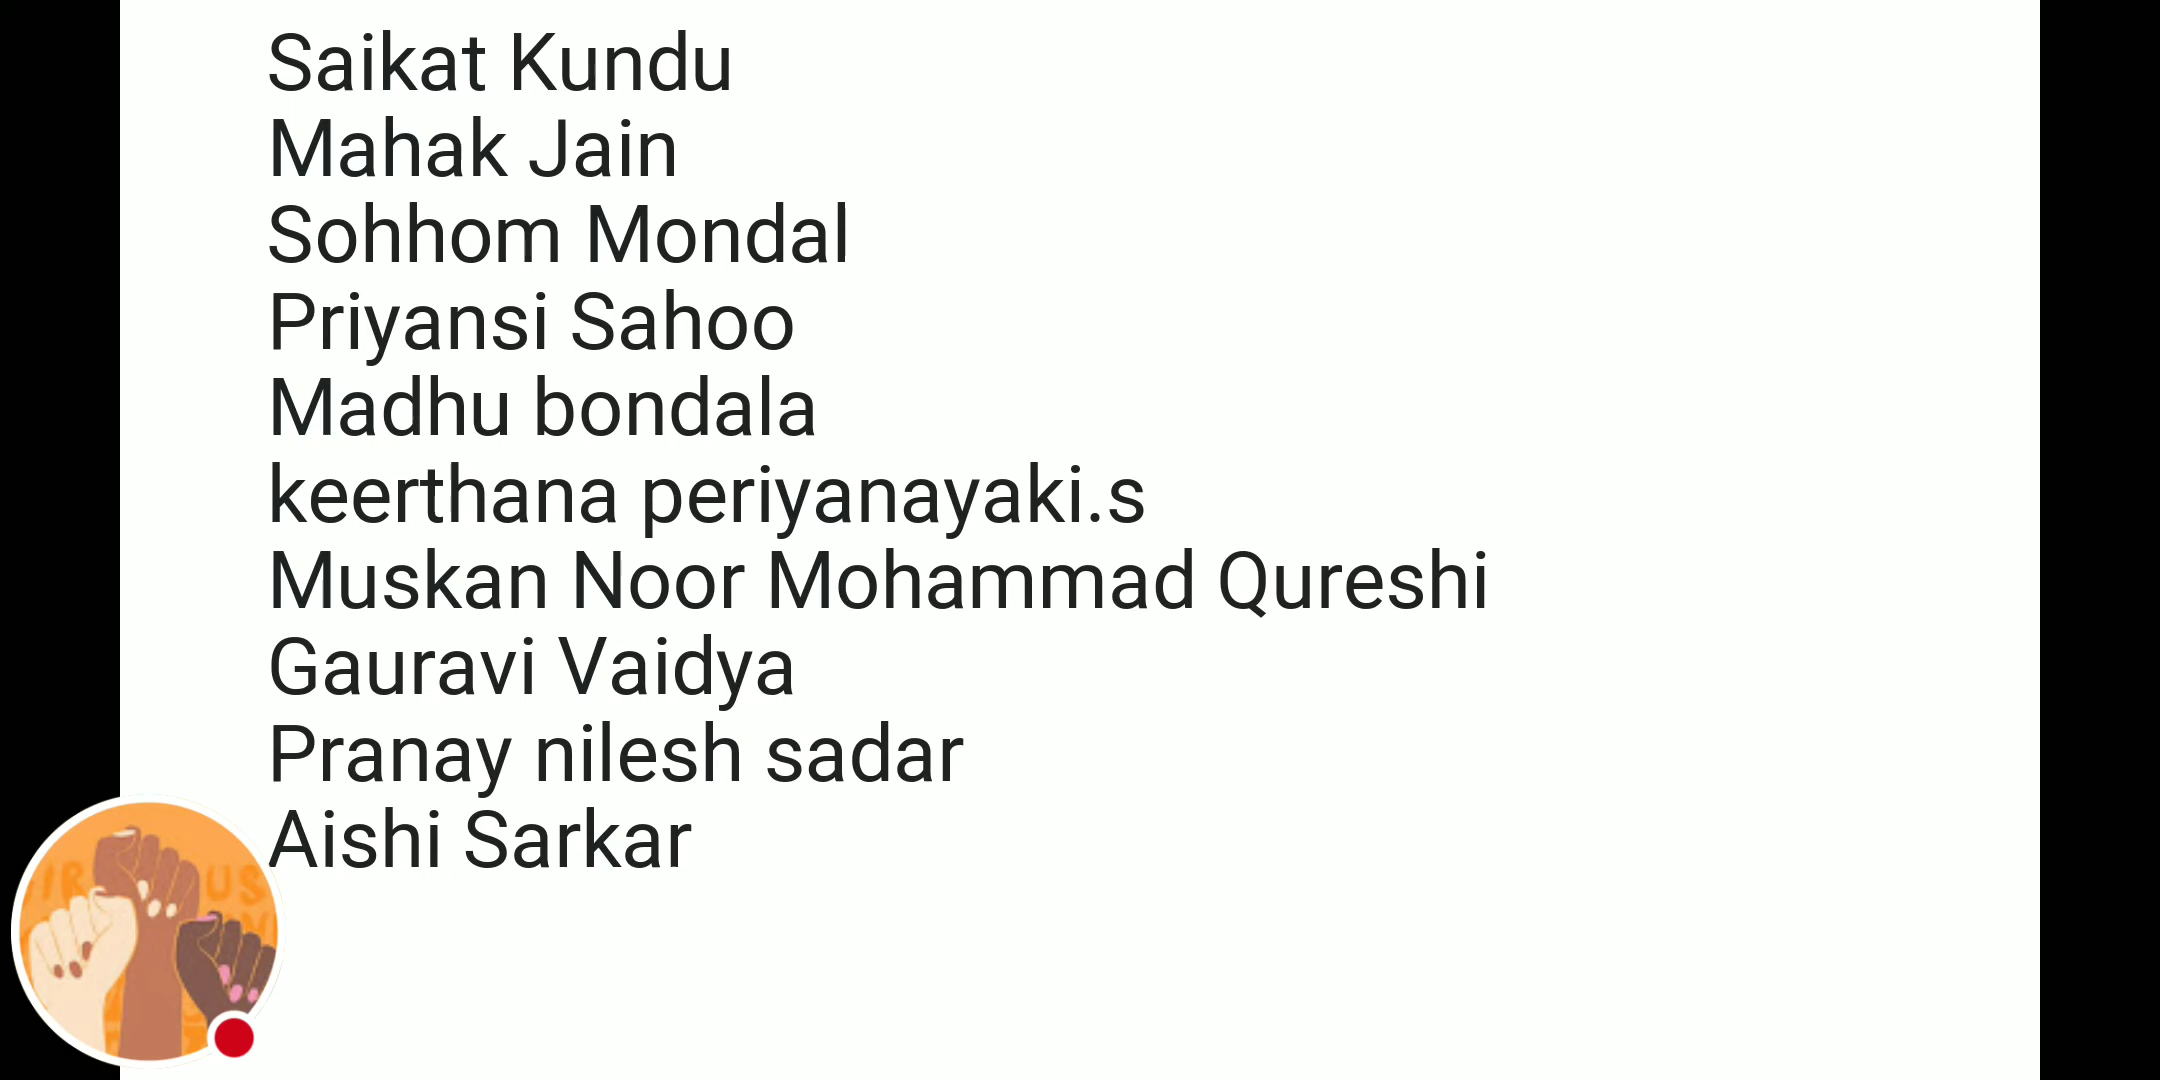 Saikat Kundu
Mahak Jain
Sohhom Mondal
Priyansi Sahoo
Madhu bondala
keerthana periyanayaki.s
Muskan Noor Mohammad Qureshi
Gauravi Vaidya
Pranay nilesh sadar
Aishi Sarkar